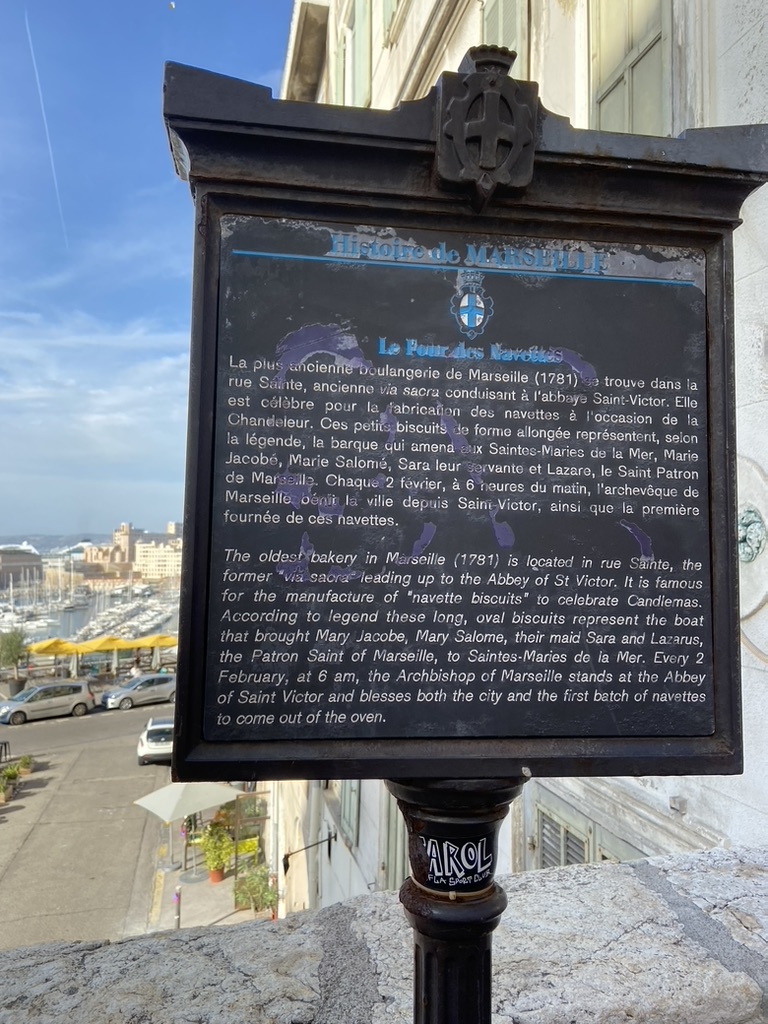 Histoire de MARSEILLE
Le Four des Navettes
La plus ancienne boulangerie de Marseille (1781) se trouve dans la
rue Sainte, ancienne via sacra conduisant à l'abbaye Saint-Victor. Elle
est célèbre pour la fabrication des navettes à l'occasion de la
Chandeleur. Ces petits biscuits de forme allongée représentent, selon
la légende, la barque qui amena aux Saintes-Maries de la Mer, Marie
Jacobé, Marie Salomé, Sara leur servante et Lazare, le Saint Patron
de Marseille. Chaque 2 février, à 6 heures du matin, l'archevêque de
Marseille bénit la ville depuis Saint-Victor, ainsi que la première
fournée de ces navettes.
The oldest bakery in Marseille (1781) is located in rue Sainte, the
former "via sacra" leading up to the Abbey of St Victor. It is famous
for the manufacture of "navette biscuits" to celebrate Candlemas.
According to legend these long, oval biscuits represent the boat
that brought Mary Jacobe, Mary Salome, their maid Sara and Lazarus,
the Patron Saint of Marseille, to Saintes-Maries de la Mer. Every 2
February, at 6 am, the Archbishop of Marseille stands at the Abbey
of Saint Victor and blesses both the city and the first batch of navettes
to come out of the oven.
AROL
FLA SPORT CLUB